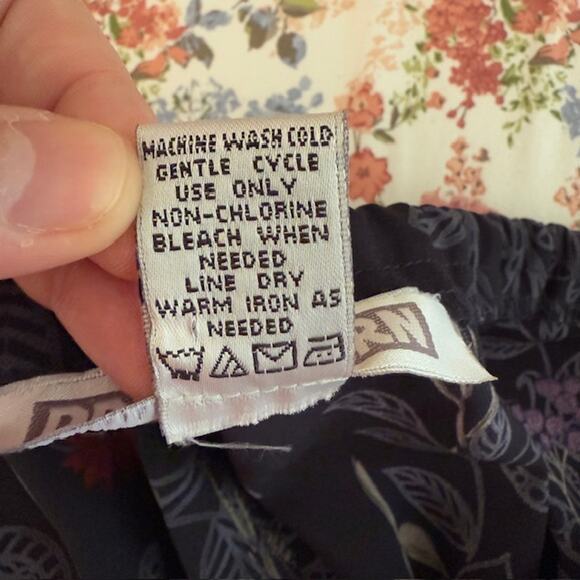 MACHINE WASH COLD
GENTLE CYCLE
USE ONLY
NON-CHLORINE
BLEACH WHEN
NEEDED
LINE DRY
WARM IRON AS
NEEDED